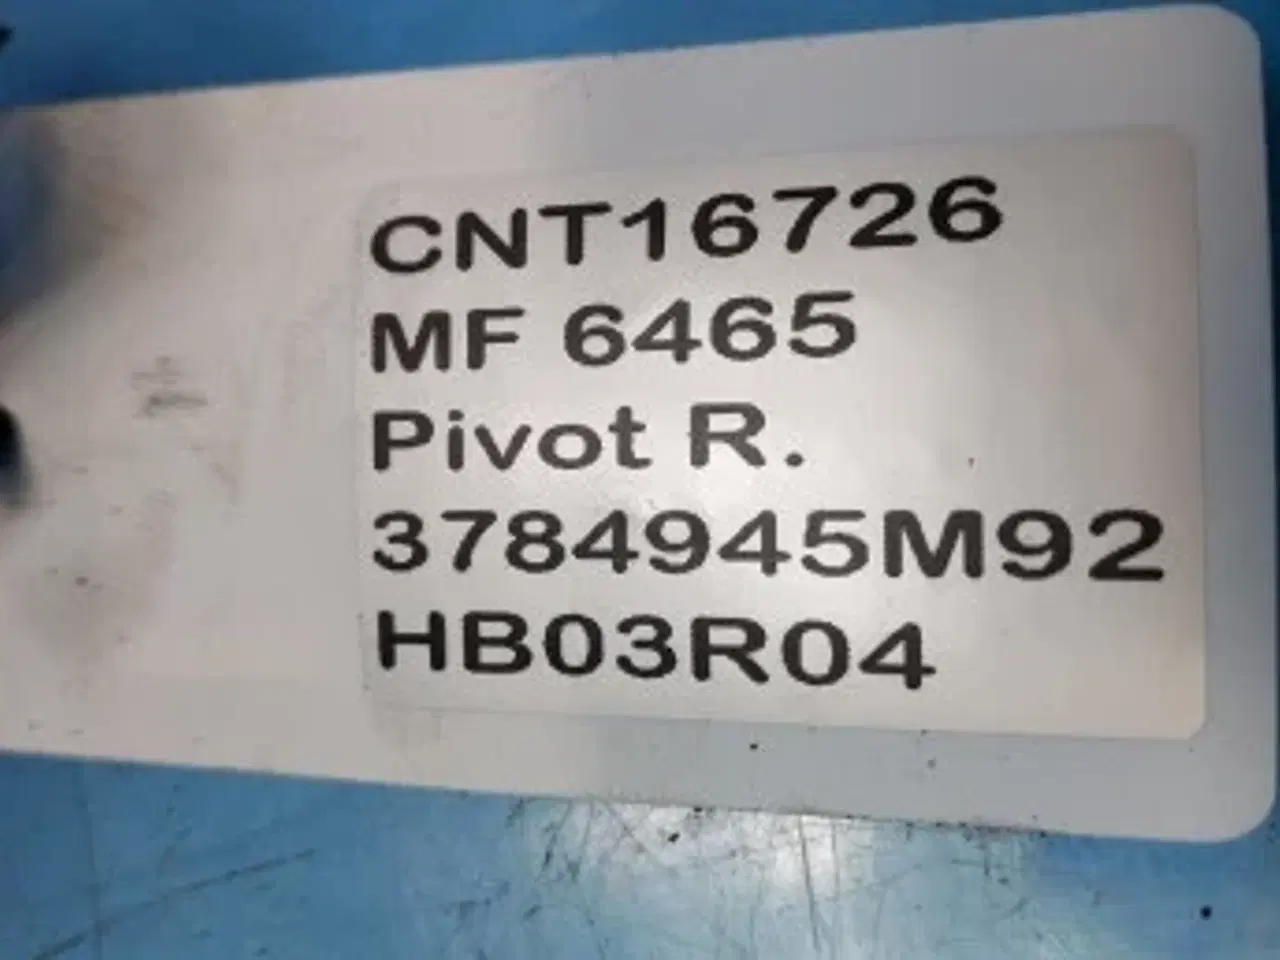 CNT16726
MF 6465
Pivot R.
3784945M92
HB03R04